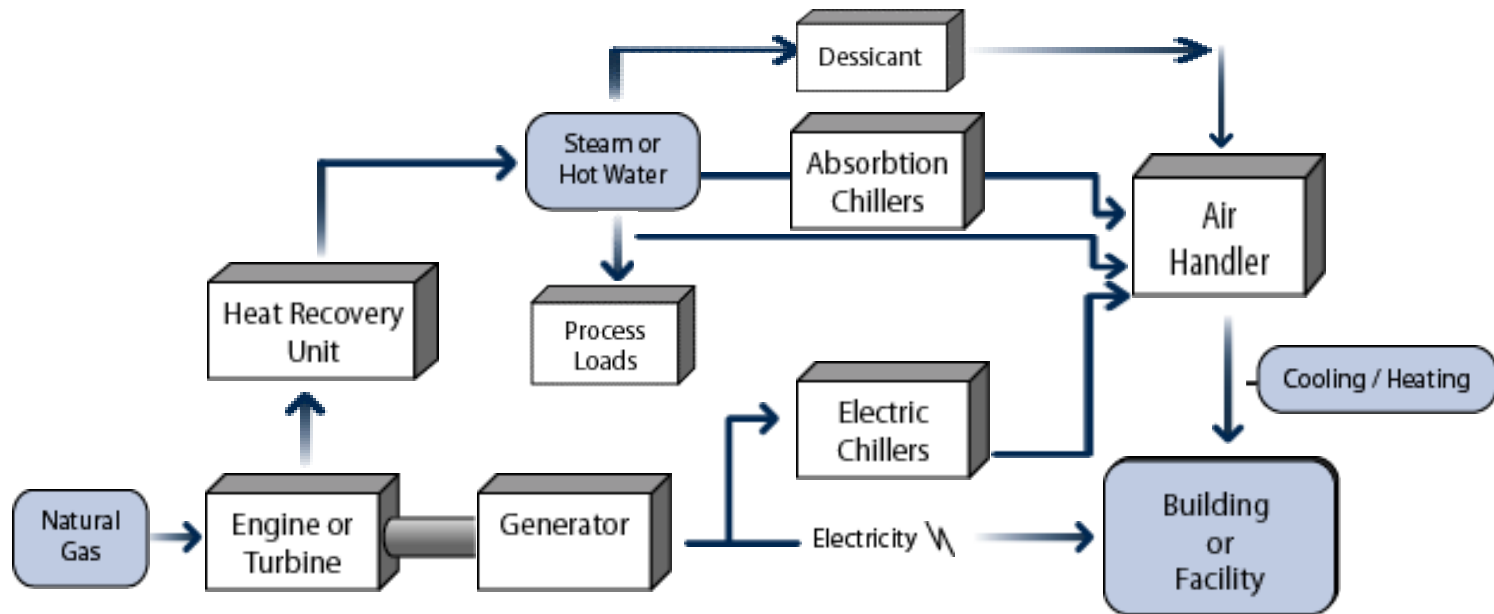 Dessicant
Steam or
Hot Water
Absorbtion
Chillers
Air
Handler
Heat Recovery
Unit
Process
Loads
Cooling / Heating
Electric
Chillers
Natural
Gas
Engine or
Turbine
Generator
Electricity
Building
or
Facility